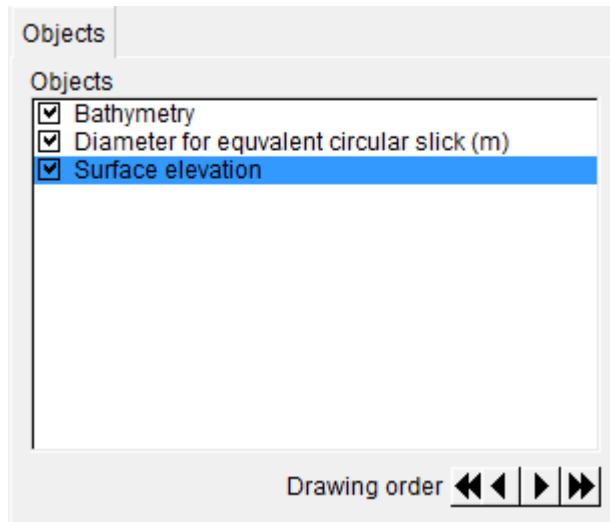 Objects
Objects
Bathymetry
Diameter for equvalent circular slick (m)
Surface elevation
Drawing order